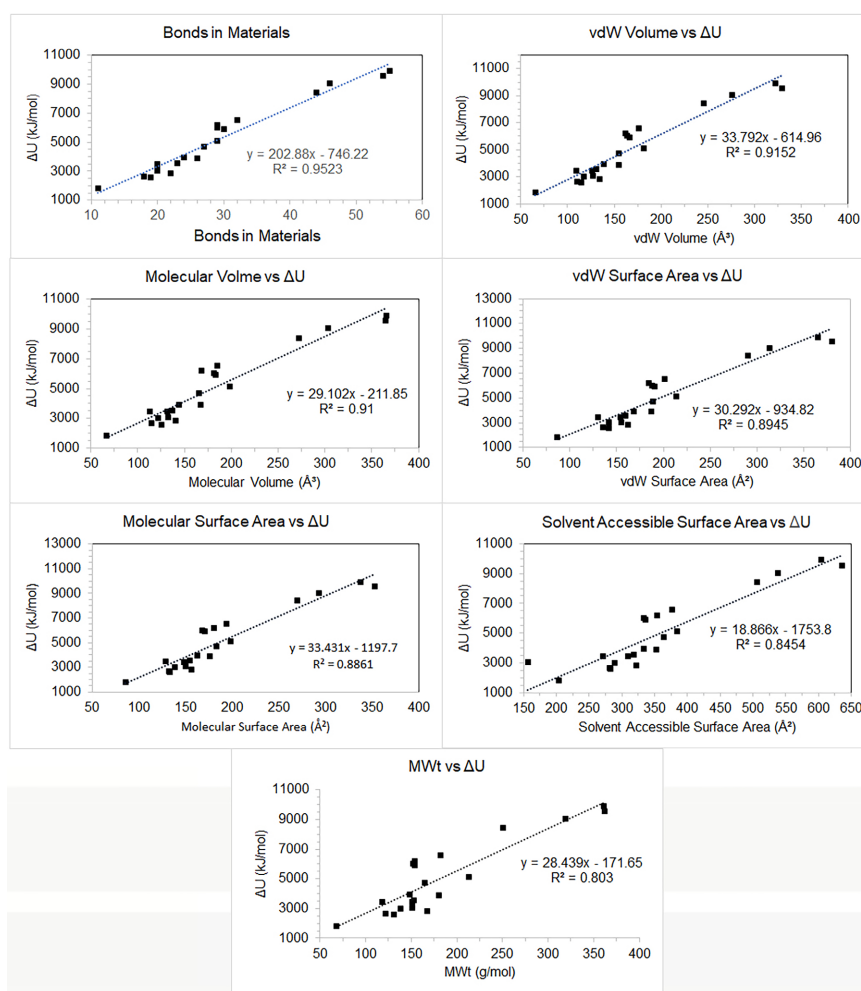 Bonds in Materials
11000
9000
7000
5000
3000
1000
ΔU (kJ/mol)
y = 202.88x - 746.22
R² = 0.9523
10 20 30 40 50 60
Bonds in Materials
vdW Volume vs ΔU
11000
9000
7000
5000
3000
1000
ΔU (kJ/mol)
y = 33.792x - 614.96
R² = 0.9152
50 100 150 200 250 300 350 400
vdW Volume (Å³)
Molecular Volme vs ΔU
11000
9000
7000
5000
3000
1000
ΔU (kJ/mol)
y = 29.102x - 211.85
R² = 0.91
50 100 150 200 250 300 350 400
Molecular Volume (Å³)
vdW Surface Area vs ΔU
13000
11000
9000
7000
5000
3000
1000
ΔU (kJ/mol)
y = 30.292x - 934.82
R² = 0.8945
50 100 150 200 250 300 350 400
vdW Surface Area (Å²)
Molecular Surface Area vs ΔU
13000
11000
9000
7000
5000
3000
1000
ΔU (kJ/mol)
y = 33.431x - 1197.7
R² = 0.8861
50 100 150 200 250 300 350 400
Molecular Surface Area (Å²)
Solvent Accessible Surface Area vs ΔU
11000
9000
7000
5000
3000
1000
ΔU (kJ/mol)
y = 18.866x - 1753.8
R² = 0.8454
150 200 250 300 350 400 450 500 550 600 650
Solvent Accessible Surface Area (Å²)
MWt vs ΔU
11000
9000
7000
5000
3000
1000
ΔU (kJ/mol)
y = 28.439x - 171.65
R² = 0.803
50 100 150 200 250 300 350 400
MWt (g/mol)